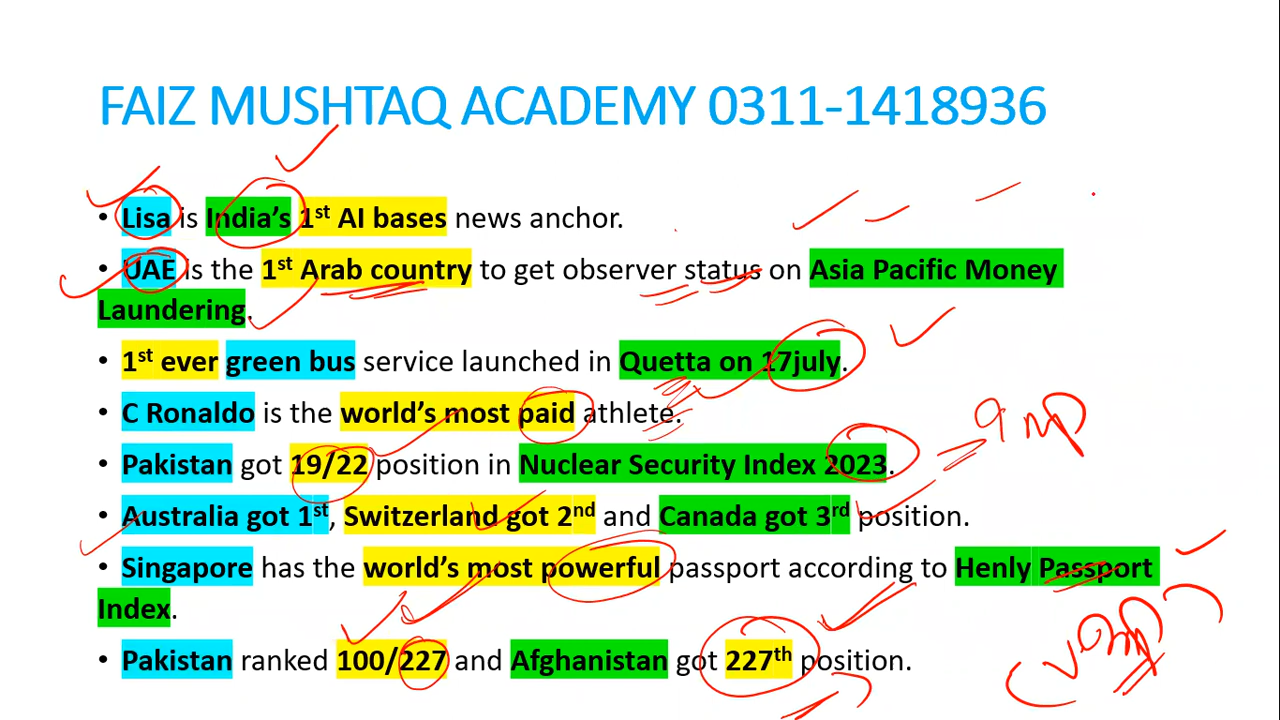 FAIZ MUSHTAQ ACADEMY 0311-1418936
• Lisa is India's 1st AI bases news anchor.
• UAE is the 1st Arab country to get observer status on Asia Pacific Money
Laundering.
• 1st ever green bus service launched in Quetta on 17july.
• C Ronaldo is the world's most paid athlete.
• Pakistan got 19/22 position in Nuclear Security Index 2023.
• Australia got 1st, Switzerland got 2nd and Canada got 3rd position.
• Singapore has the world's most powerful passport according to Henly Passport
Index.
• Pakistan ranked 100/227 and Afghanistan got 227th position.